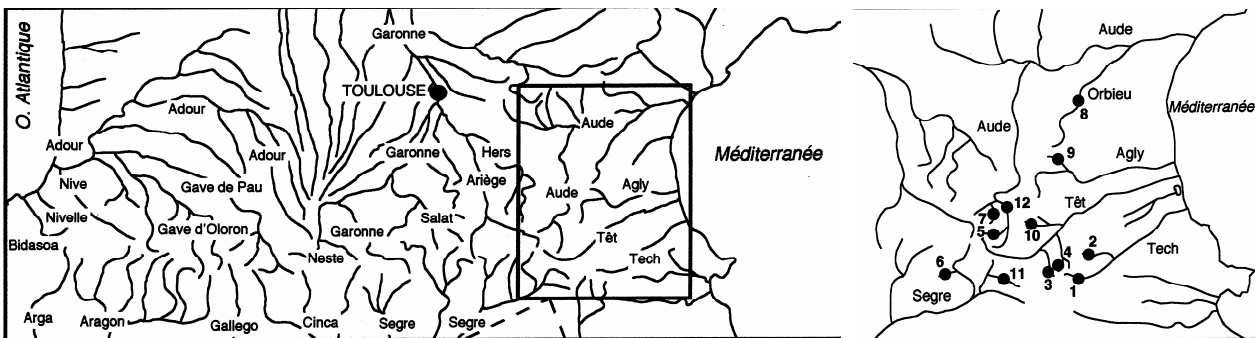 Garonne
O. Atlantique
TOULOUSE
Adour
Aude
Adour
Adour
Garonne
Hers
Méditerranée
Nive
Gave de Pau
Ariège
Aude
Agly
Nivelle
Gave d'Oloron
Garonne
Salat
Têt
Bidasoa
Neste
Tech
Arga
Aragon
Gallego
Cinca
Segre
Segre
Aude
Orbieu
8
Méditerranée
Aude
9
Agly
12
7
Têt
5
10
4
2
Tech
6
11
3
1
Segre